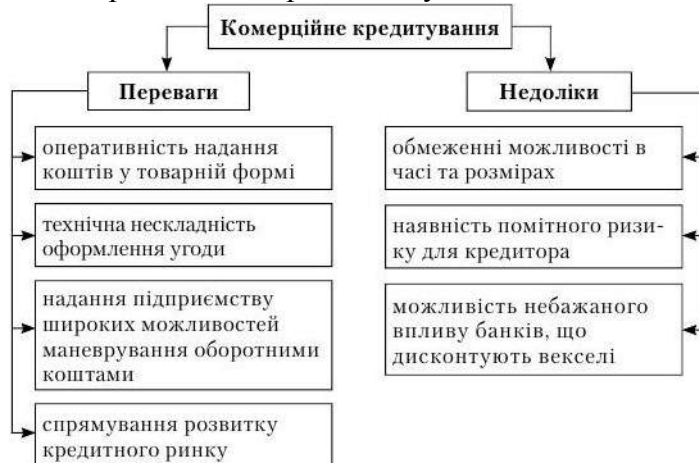 Комерційне кредитування
Переваги
Недоліки
оперативність надання
коштів у товарній формі
технічна нескладність
оформлення угоди
надання підприємству
широких можливостей
маневрування оборотними
коштами
спрямування розвитку
кредитного ринку
обмеженні можливості в
часі та розмірах
наявність помітного ризи-
ку для кредитора
можливість небажаного
впливу банків, що
дисконтують векселі